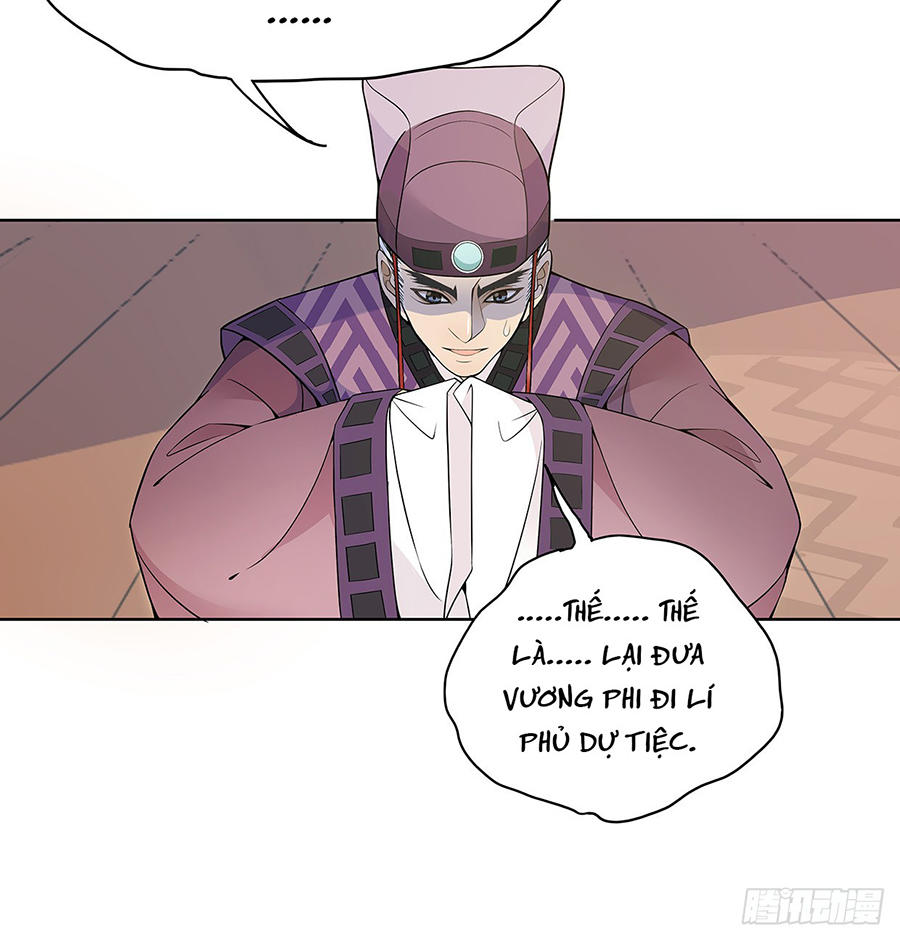 ......
.....THẾ..... THẾ
LÀ..... LẠI ĐƯA
VƯƠNG PHI ĐI LÍ
PHỦ DỰ TIỆC.
腾讯动漫